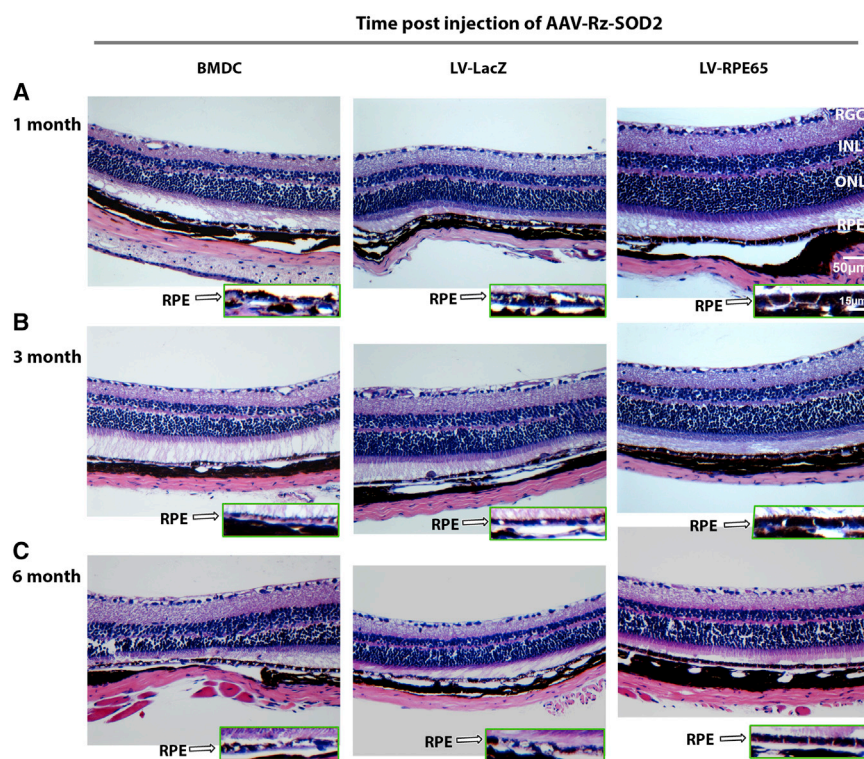 Time post injection of AAV-Rz-SOD2
BMDC LV-LacZ LV-RPE65
A
1 month
RGC
INL
ONL
RPE
50µm
RPE RPE RPE 15µm
B
3 month
RPE RPE RPE
C
6 month
RPE RPE RPE